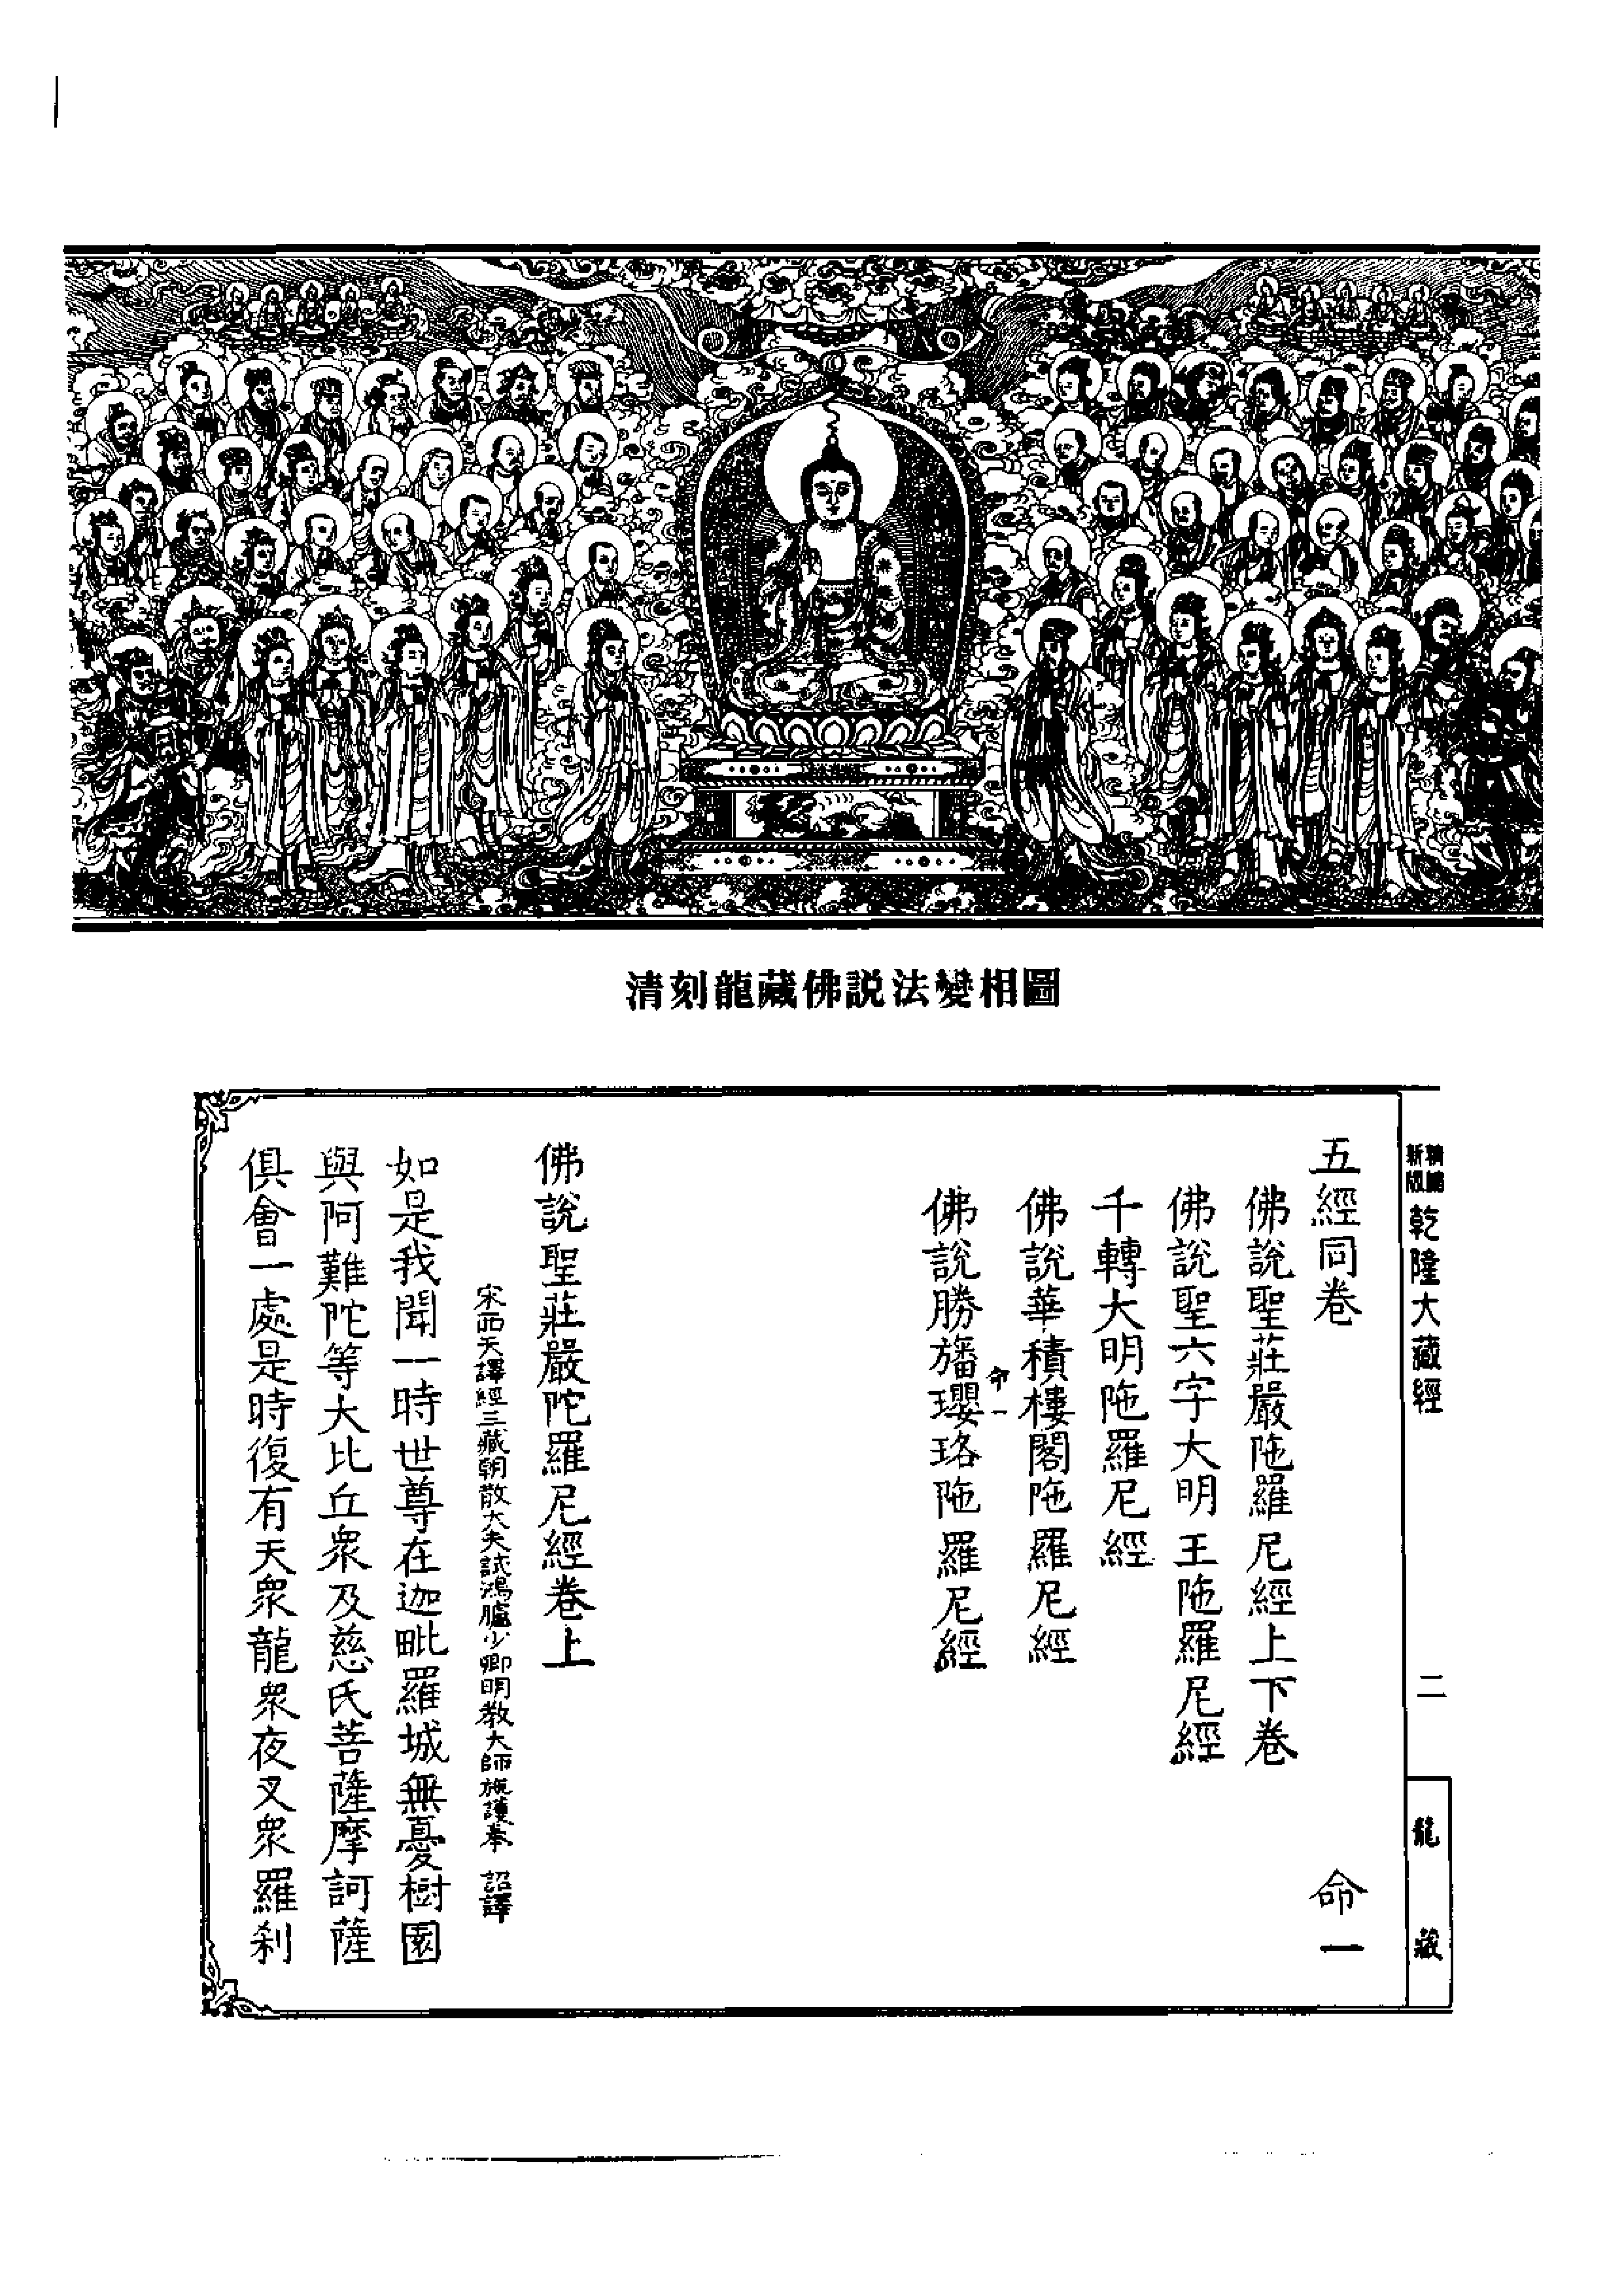 清刻龍藏佛説法變相圖
新版
精縮
乾隆大藏經
二
龍藏
五經同卷 命一
佛說聖莊嚴陁羅尼經上下卷
佛說聖六字大明王陁羅尼經
千轉大明陁羅尼經
佛說華積樓閣陁羅尼經
命一
佛說勝旛瓔珞陁羅尼經
佛說聖莊嚴陀羅尼經卷上
宋西天譯經三藏朝散大夫試鴻臚少卿明教大師施護奉 詔譯
如是我聞一時世尊在迦毗羅城無憂樹園
與阿難陀等大比丘衆及慈氏菩薩摩訶薩
俱會一處是時復有天衆龍衆夜叉衆羅刹